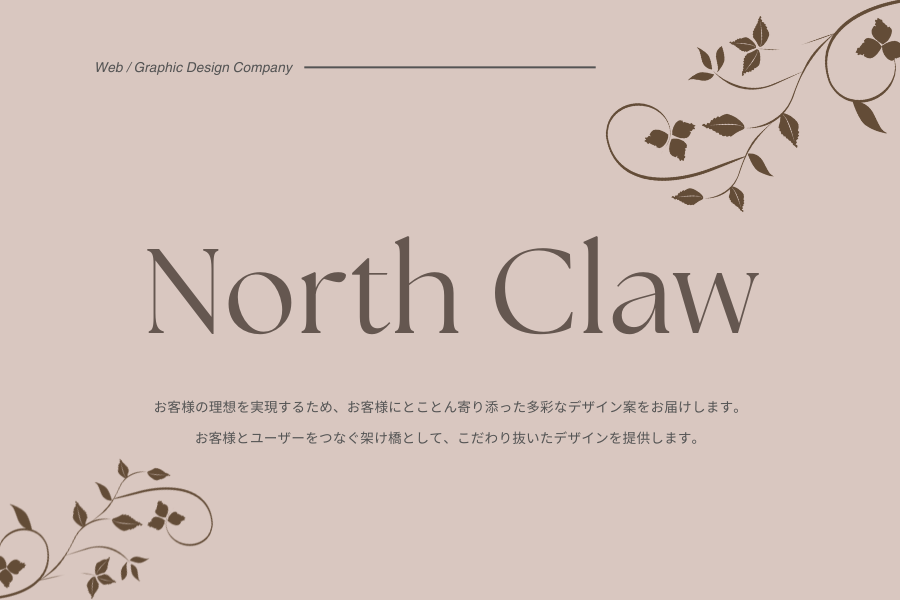 Web / Graphic Design Company
North Claw
お客様の理想を実現するため、お客様にとことん寄り添った多彩なデザイン案をお届けします。
お客様とユーザーをつなぐ架け橋として、こだわり抜いたデザインを提供します。